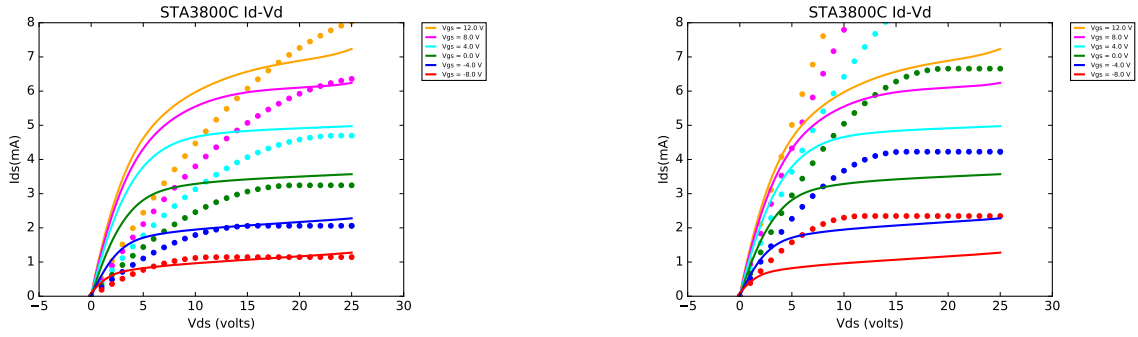 STA3800C Id-Vd
8
7
6
5
4
3
2
1
0
Ids(mA)
−5 0 5 10 15 20 25 30
Vds (volts)
Vgs = 12.0 V
Vgs = 8.0 V
Vgs = 4.0 V
Vgs = 0.0 V
Vgs = -4.0 V
Vgs = -8.0 V
STA3800C Id-Vd
8
7
6
5
4
3
2
1
0
Ids(mA)
−5 0 5 10 15 20 25 30
Vds (volts)
Vgs = 12.0 V
Vgs = 8.0 V
Vgs = 4.0 V
Vgs = 0.0 V
Vgs = -4.0 V
Vgs = -8.0 V